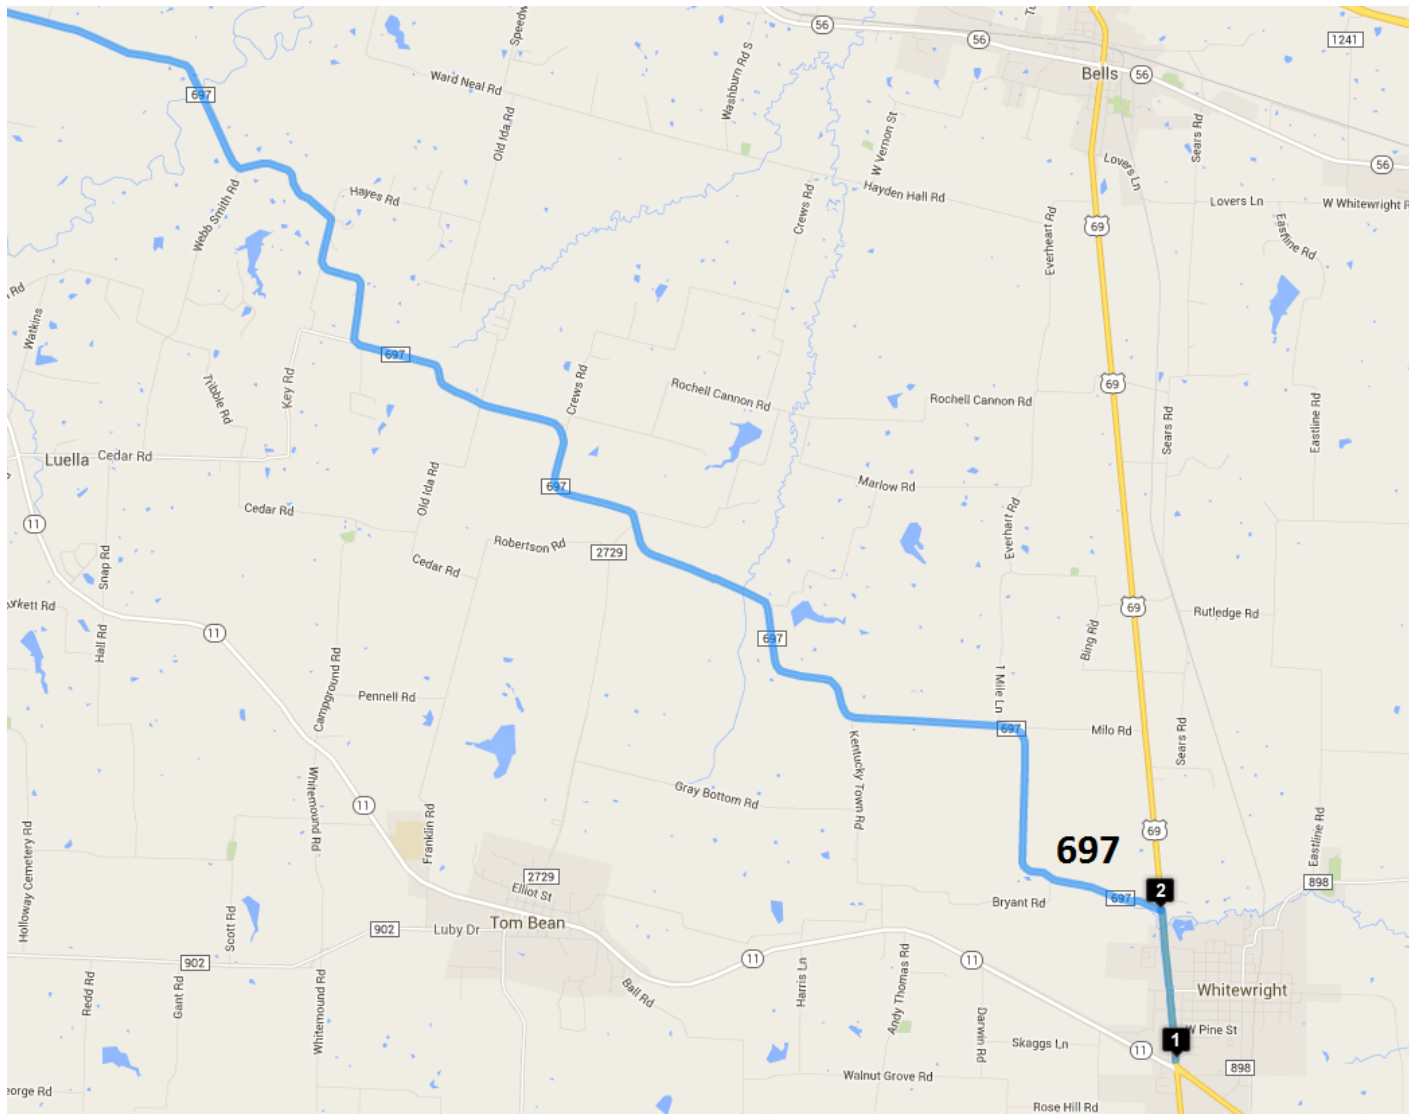 56
Speedw
56
1241
Ward Neal Rd
Washburn Rd S
Bells
56
697
Old Ida Rd
W Vernon St
Sears Rd
Lovers Ln
56
Hayes Rd
Hayden Hall Rd
Webb Smith Rd
Crews Rd
Lovers Ln
W Whitewright R
69
Everheart Rd
Eastline Rd
Rd
Watkins
697
69
Tribble Rd
Key Rd
Crews Rd
Rochell Cannon Rd
Rochell Cannon Rd
Sears Rd
Eastline Rd
Luella
Cedar Rd
Old Ida Rd
697
Marlow Rd
11
Cedar Rd
Everhart Rd
Robertson Rd
2729
Snap Rd
Cedar Rd
rkett Rd
69
Rutledge Rd
11
Hall Rd
697
Bing Rd
Campground Rd
Pennell Rd
1 Mile Ln
697
Milo Rd
Sears Rd
Kentucky Town Rd
Whitemound Rd
Gray Bottom Rd
11
Franklin Rd
69
697
Eastline Rd
Holloway Cemetery Rd
2729
Elliot St
898
2
697
Bryant Rd
Scott Rd
902
Luby Dr
Tom Bean
902
11
11
Ball Rd
Harris Ln
Andy Thomas Rd
Whitewright
Redd Rd
Gant Rd
Whitemound Rd
Darwin Rd
W Pine St
1
Skaggs Ln
11
898
Walnut Grove Rd
eorge Rd
Rose Hill Rd